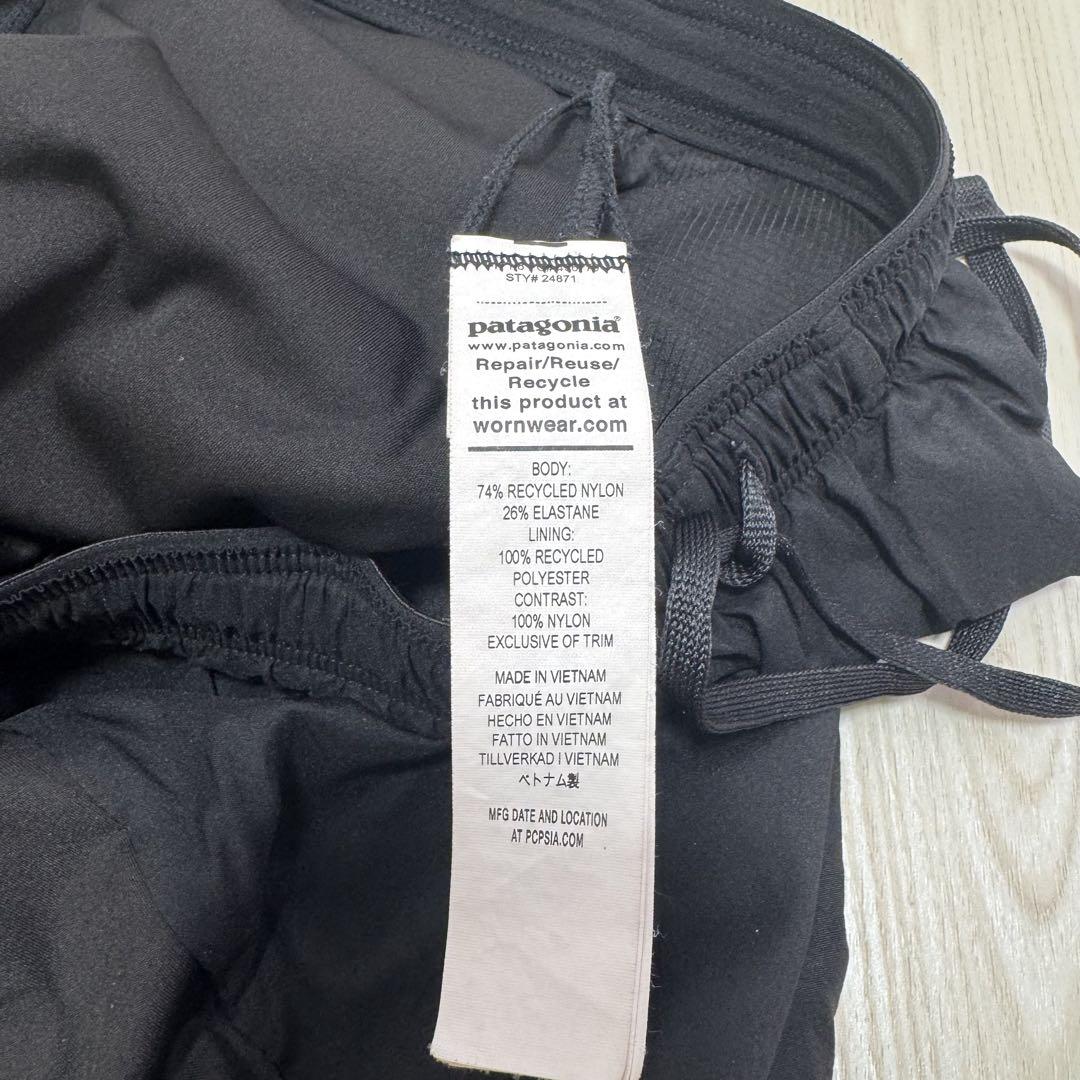 STY# 24871
patagonia®
www.patagonia.com
Repair/Reuse/
Recycle
this product at
wornwear.com
BODY:
74% RECYCLED NYLON
26% ELASTANE
LINING:
100% RECYCLED
POLYESTER
CONTRAST:
100% NYLON
EXCLUSIVE OF TRIM
MADE IN VIETNAM
FABRIQUÉ AU VIETNAM
HECHO EN VIETNAM
FATTO IN VIETNAM
TILLVERKAD I VIETNAM
ベトナム製
MFG DATE AND LOCATION
AT PCPSIA.COM